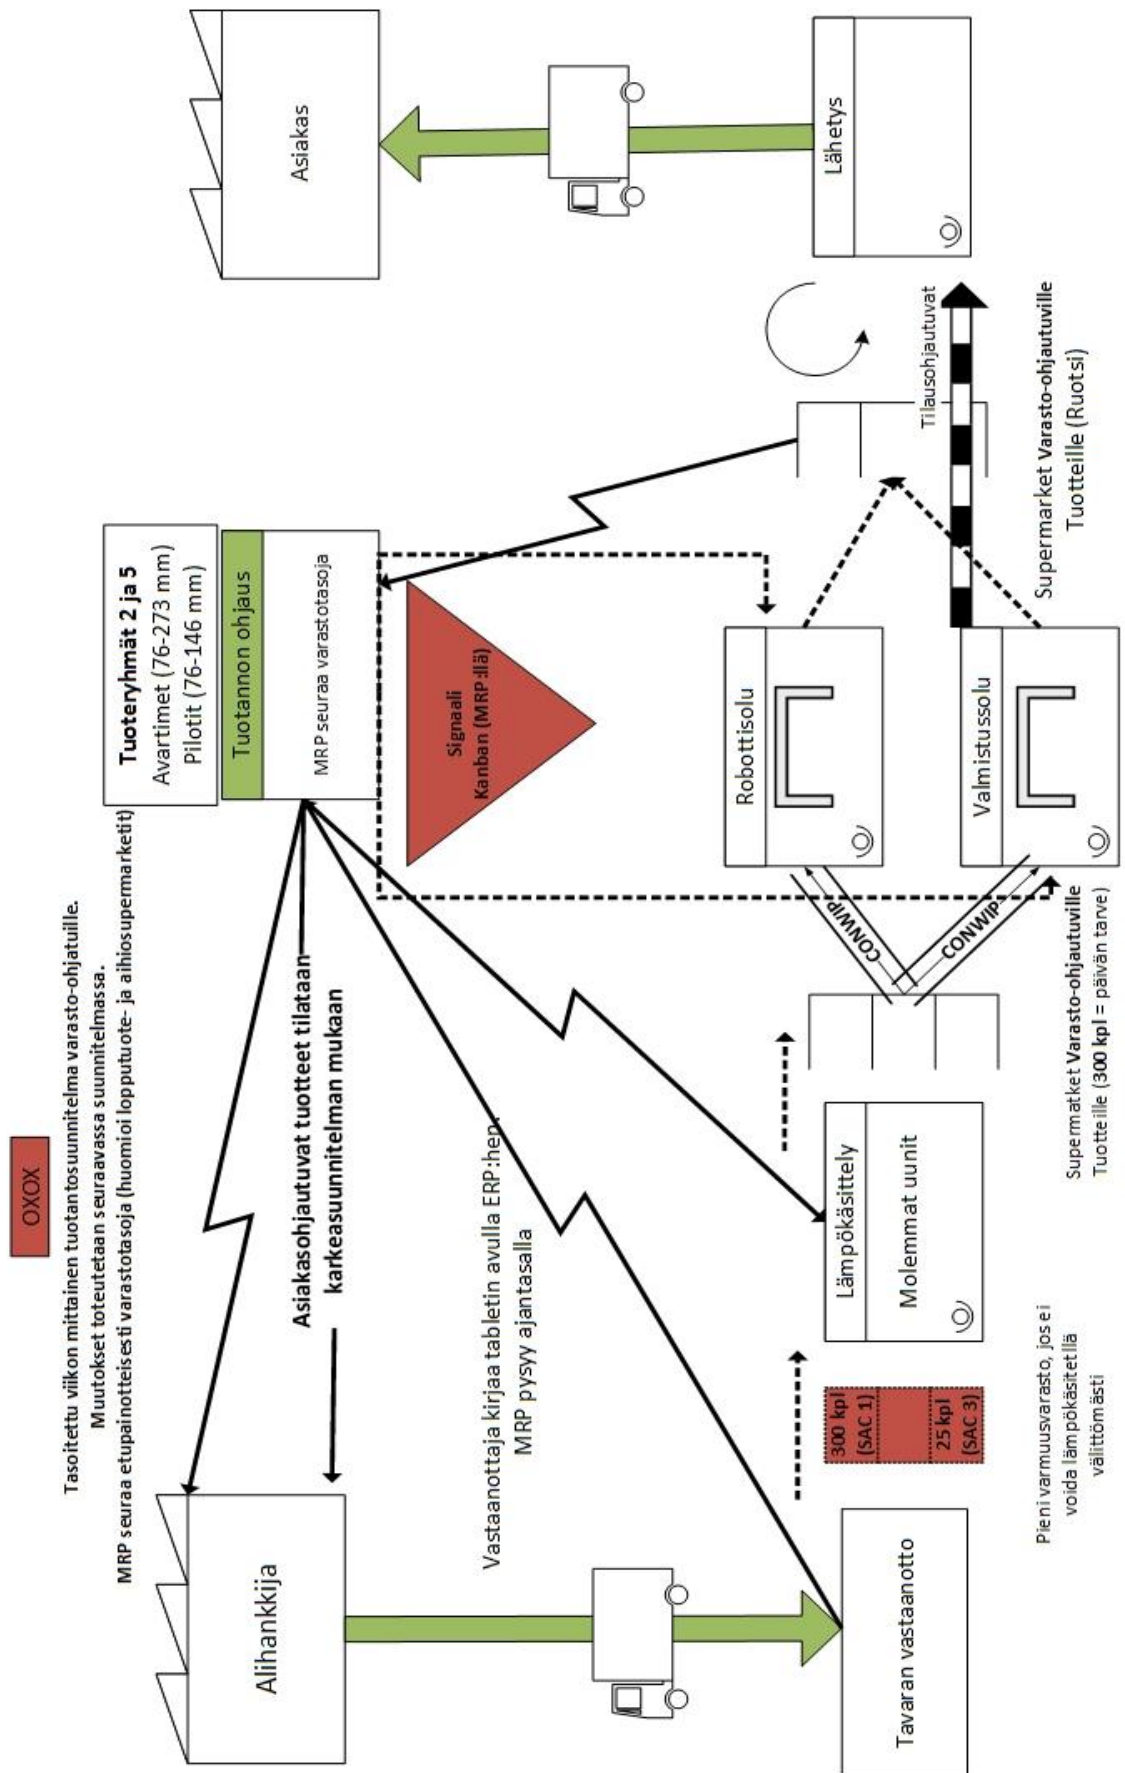 OXOX
Tasoitettu viikon mittainen tuotantosuunnitelma varasto-ohjatuille.
Muutokset toteutetaan seuraavassa suunnitelmassa.
MRP seuraa etupainotteisesti varastotasoja (huomioi lopputuote- ja aihiosupermarketit)
Tuoteryhmät 2 ja 5
Avartimet (76-273 mm)
Pilotit (76-146 mm)
Tuotannon ohjaus
MRP seuraa varastotasoja
Alihankkija
Asiakas
Asiakasohjautuvat tuotteet tilataan
karkeasuunnitelman mukaan
Signaali
Kanban (MRP:llä)
Vastaanottaja kirjaa tabletin avulla ERP:hen,
MRP pysyy ajantasalla
Tavaran vastaanotto
300 kpl
(SAC 1)
25 kpl
(SAC 3)
Pieni varmuusvarasto, jos ei
voida lämpökäsitellä
välittömästi
Lämpökäsittely
Molemmat uunit
Supermatket Varasto-ohjautuville
Tuotteille (300 kpl = päivän tarve)
CONWIP
CONWIP
Robottisolu
Valmistussolu
Tilausohjautuvat
Supermarket Varasto-ohjautuville
Tuotteille (Ruotsi)
Lähetys